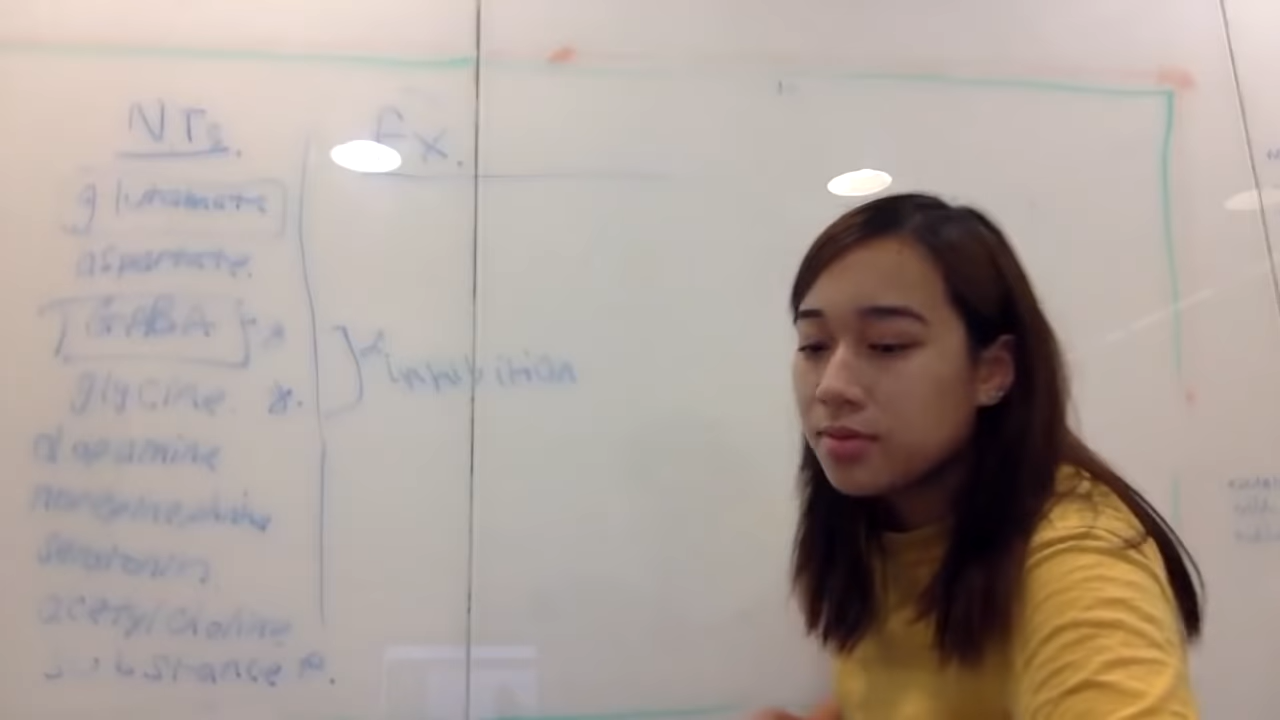 NTs.
fx.
glutamate
aspartate.
GABA
glycine.
inhibition
dopamine
norepinephrine
serotonin
acetylcholine
substance P.